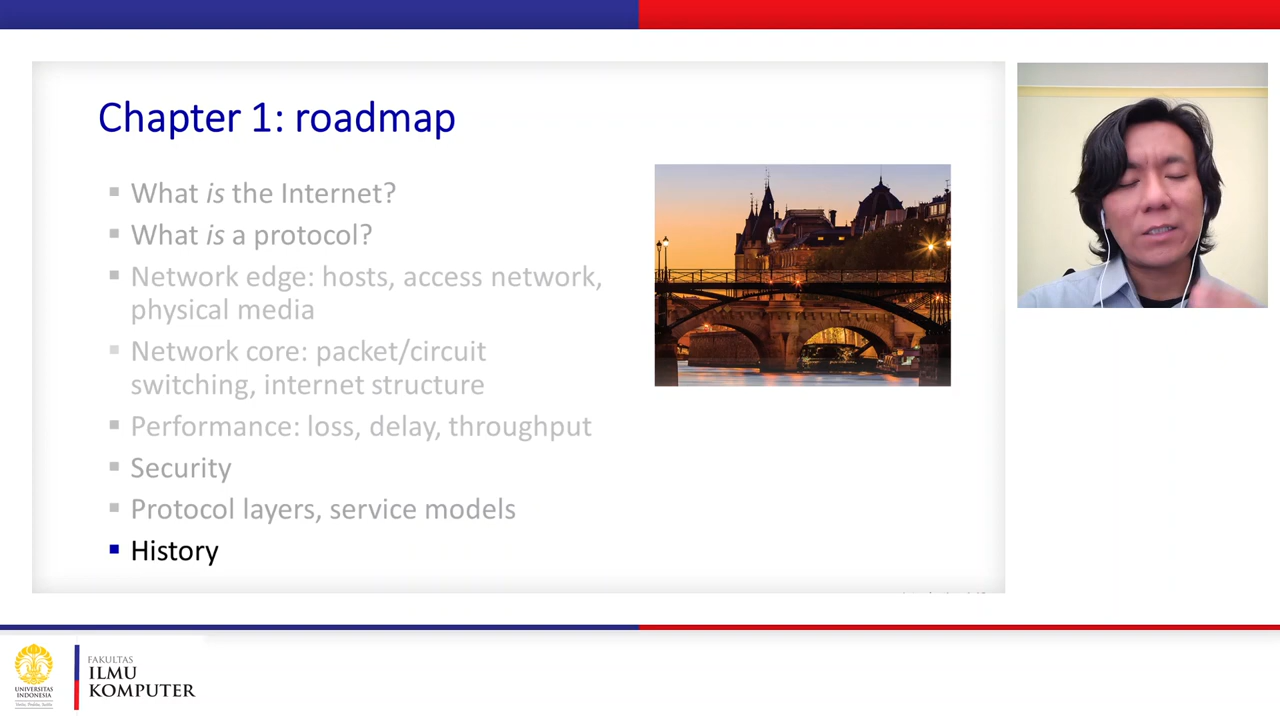 Chapter 1: roadmap
What is the Internet?
What is a protocol?
Network edge: hosts, access network,
physical media
Network core: packet/circuit
switching, internet structure
Performance: loss, delay, throughput
Security
Protocol layers, service models
History
UNIVERSITAS
INDONESIA
FAKULTAS
ILMU
KOMPUTER